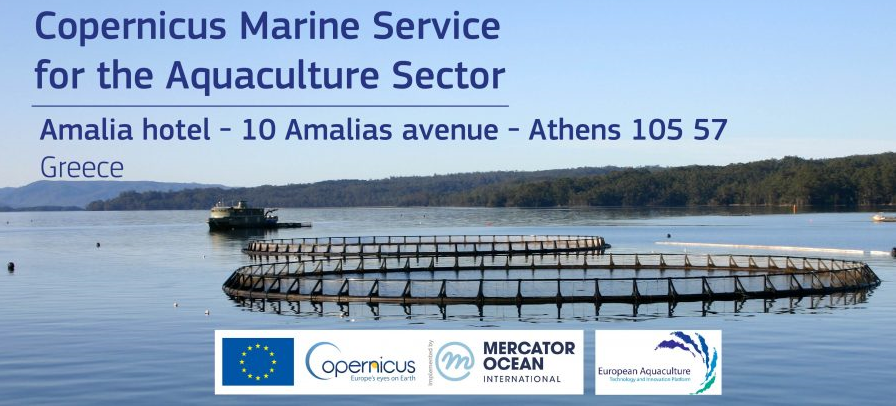 Copernicus Marine Service
for the Aquaculture Sector
Amalia hotel - 10 Amalias avenue - Athens 105 57
Greece
opernicus
Europe's eyes on Earth
Implemented by
MERCATOR
OCEAN
INTERNATIONAL
European Aquaculture
Technology and Innovation Platform